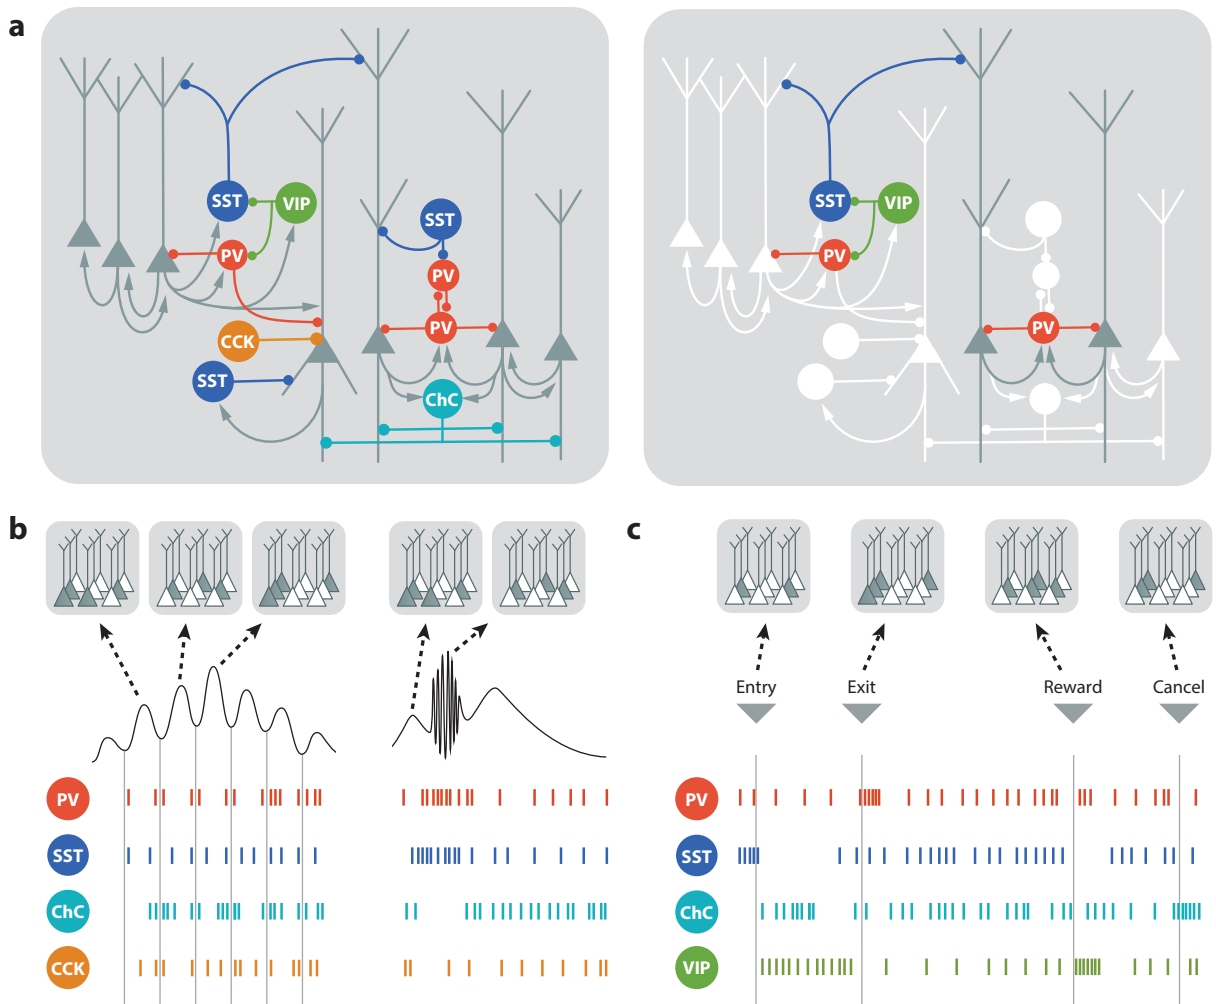 a
SST
VIP
SST
PV
PV
CCK
PV
SST
ChC
SST
VIP
PV
PV
b
c
Entry
Exit
Reward
Cancel
PV
SST
ChC
CCK
PV
SST
ChC
VIP